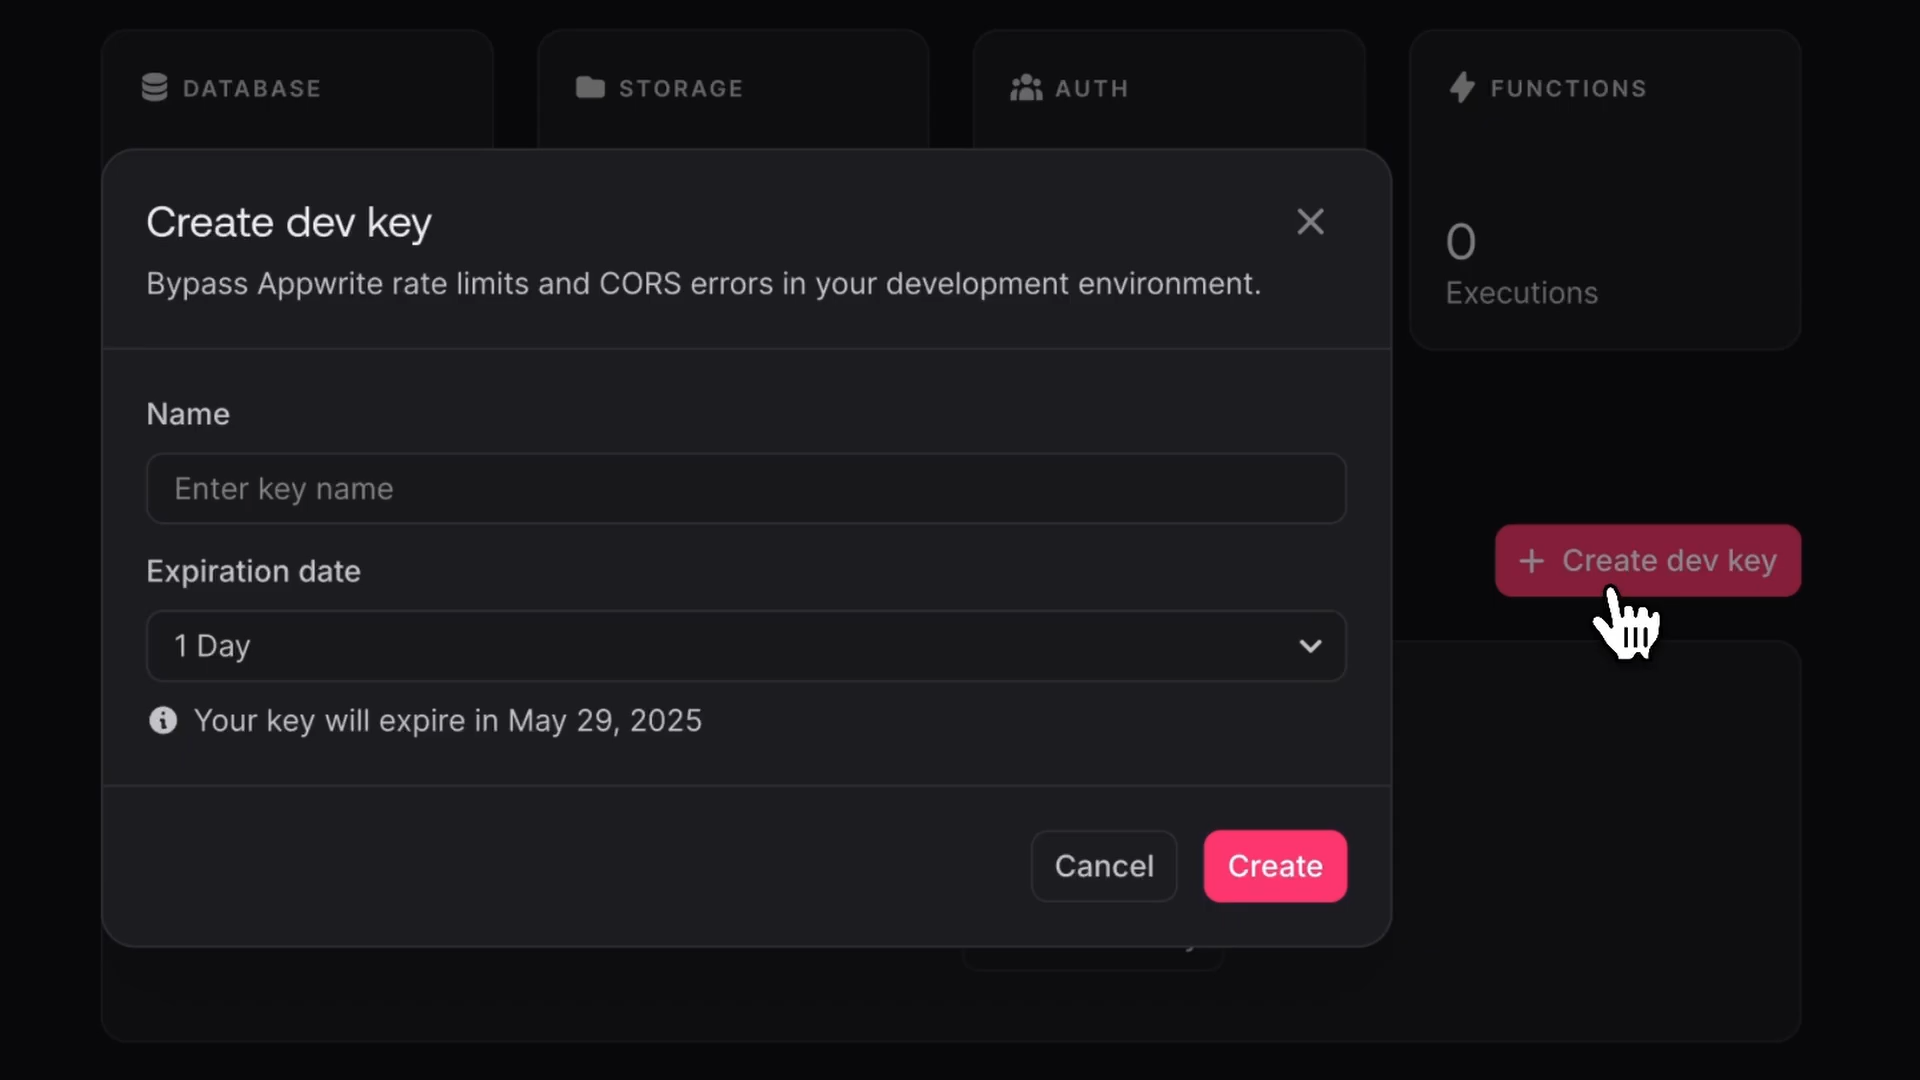 DATABASE
STORAGE
AUTH
FUNCTIONS
Create dev key
Bypass Appwrite rate limits and CORS errors in your development environment.
0
Executions
Name
Enter key name
Create dev key
Expiration date
1 Day
Your key will expire in May 29, 2025
Cancel
Create